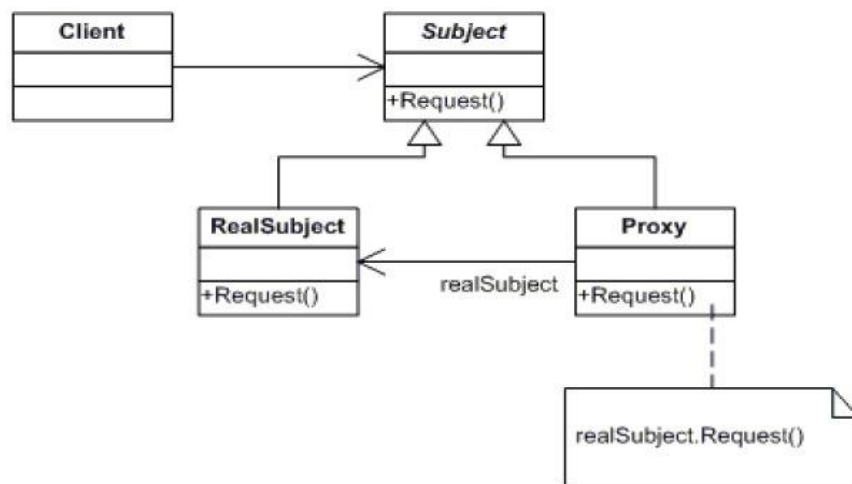 Client
Subject
+Request()
RealSubject
+Request()
Proxy
+Request()
realSubject
realSubject.Request()